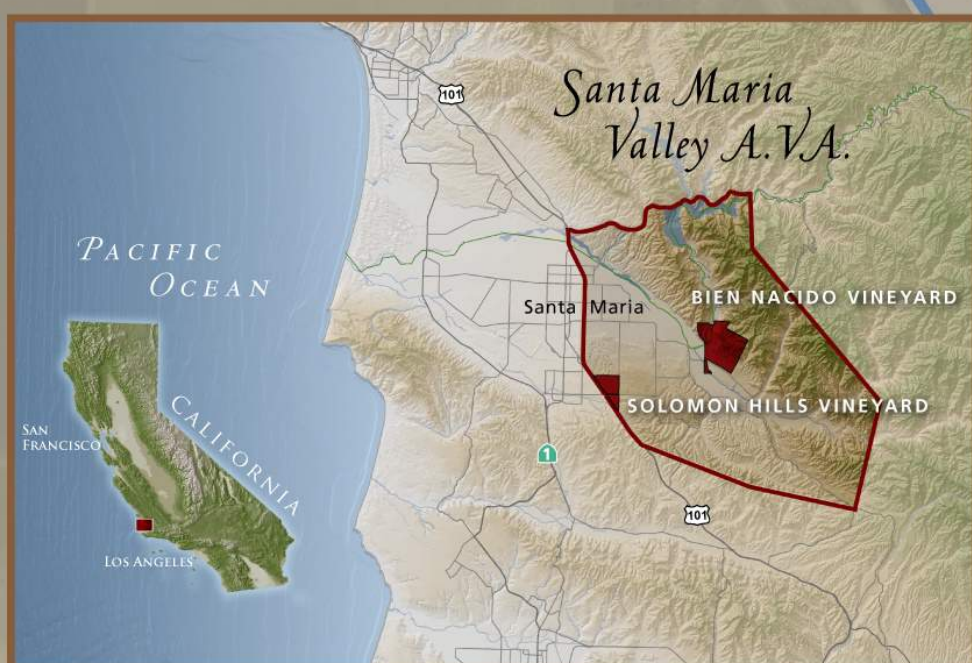 101
Santa Maria
Valley A.V.A.
PACIFIC
OCEAN
BIEN NACIDO VINEYARD
Santa Maria
SOLOMON HILLS VINEYARD
CALIFORNIA
SAN
FRANCISCO
1
101
LOS ANGELES